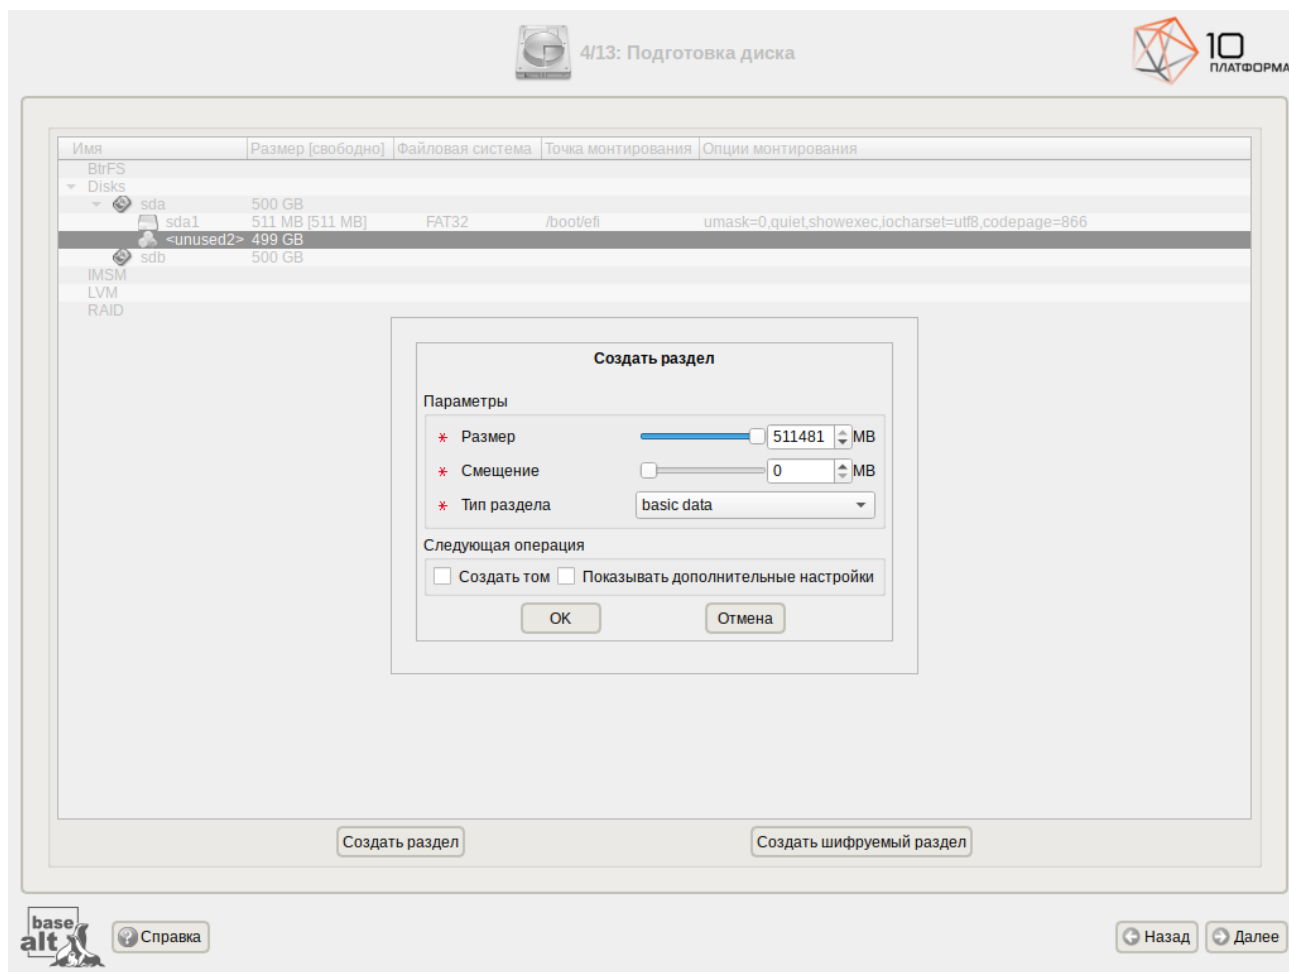 4/13: Подготовка диска
10
ПЛАТФОРМА
Имя Размер [свободно] Файловая система Точка монтирования Опции монтирования
BtrFS
Disks
sda 500 GB
sda1 511 MB [511 MB] FAT32 /boot/efi umask=0,quiet,showexec,iocharset=utf8,codepage=866
<unused2> 499 GB
sdb 500 GB
IMSM
LVM
RAID
Создать раздел
Параметры
* Размер 511481 MB
* Смещение 0 MB
* Тип раздела basic data
Следующая операция
Создать том Показывать дополнительные настройки
OK Отмена
Создать раздел Создать шифруемый раздел
base
alt
Справка Назад Далее